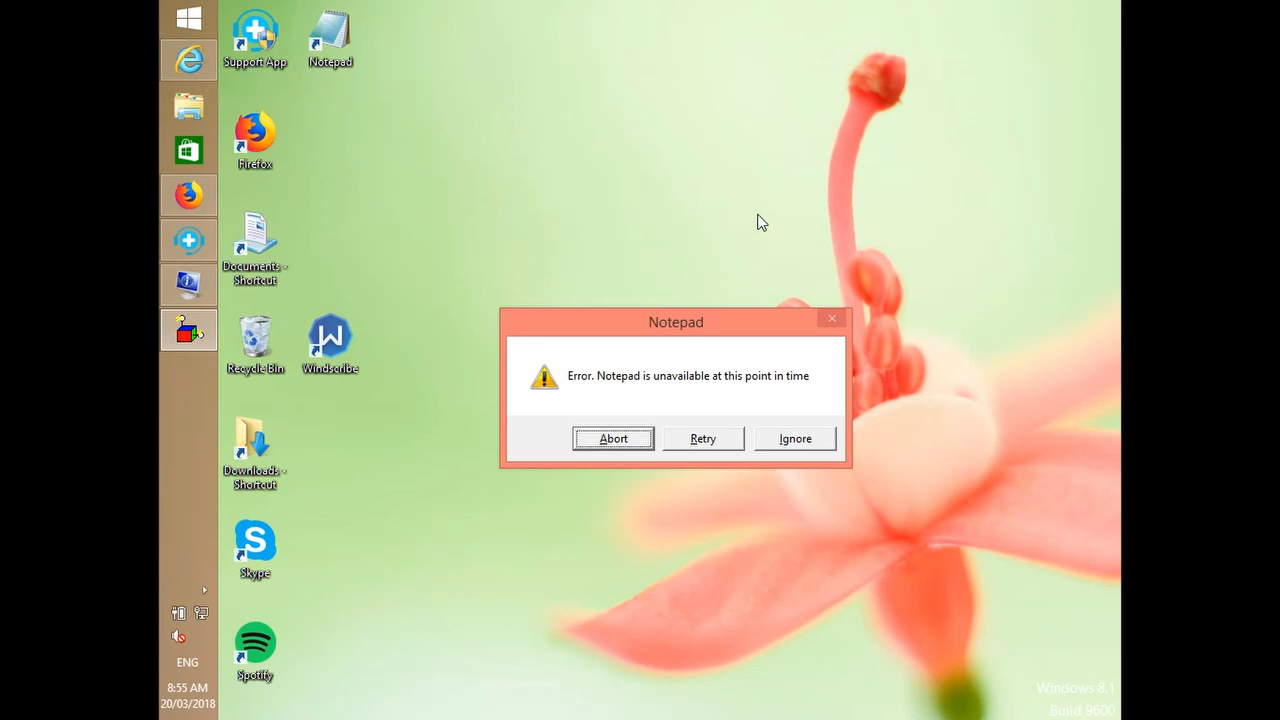 Support App
Notepad
Firefox
Documents -
Shortcut
Recycle Bin
Windscribe
Downloads -
Shortcut
Skype
Spotify
Notepad
Error. Notepad is unavailable at this point in time
Abort
Retry
Ignore
ENG
8:55 AM
20/03/2018
Windows 8.1
Build 9600